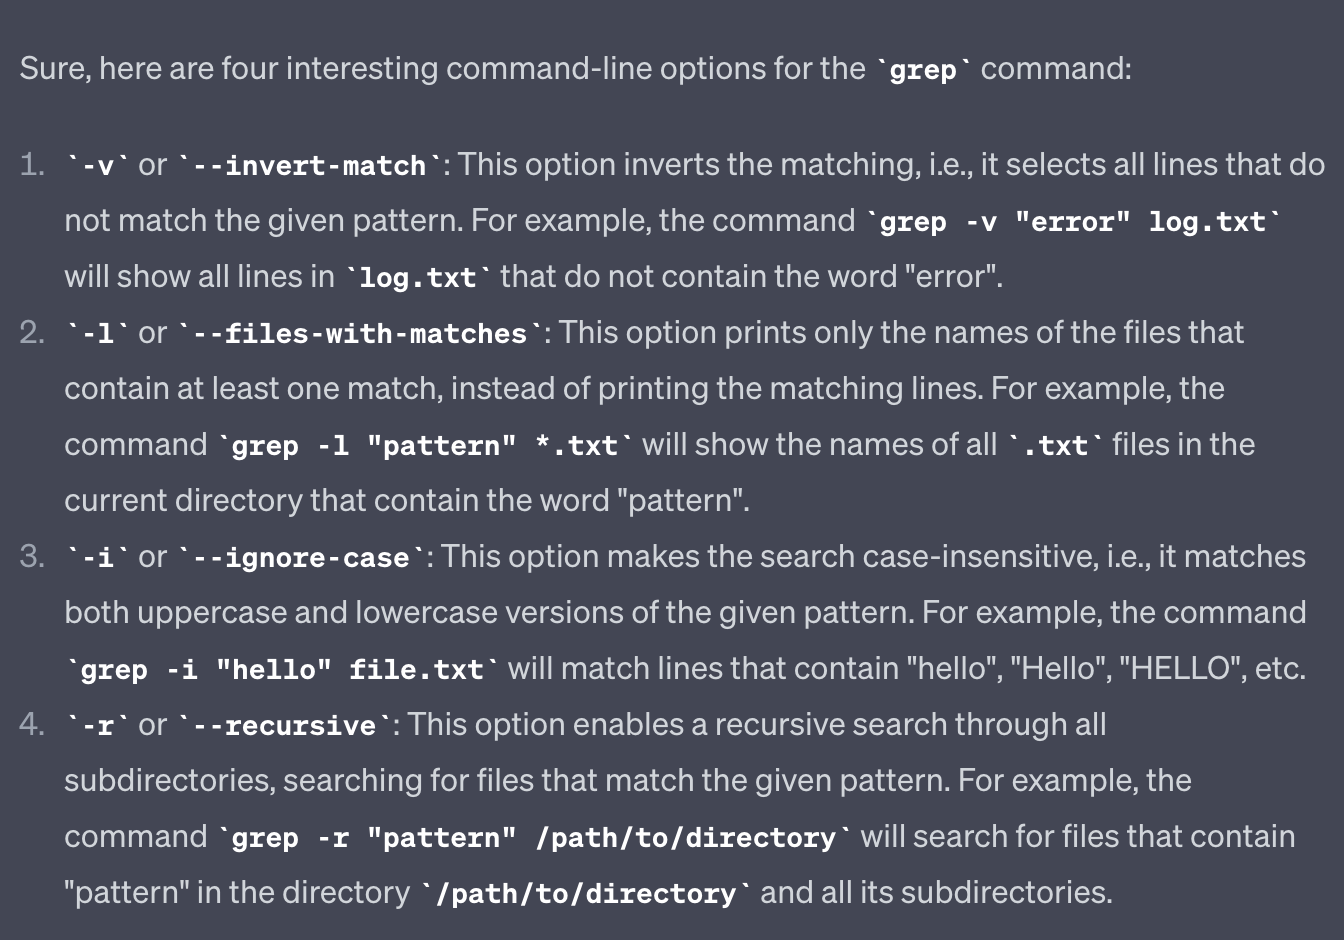 Sure, here are four interesting command-line options for the `grep` command:
1. `-v` or `--invert-match`: This option inverts the matching, i.e., it selects all lines that do
not match the given pattern. For example, the command `grep -v "error" log.txt`
will show all lines in `log.txt` that do not contain the word "error".
2. `-l` or `--files-with-matches`: This option prints only the names of the files that
contain at least one match, instead of printing the matching lines. For example, the
command `grep -l "pattern" *.txt` will show the names of all `.txt` files in the
current directory that contain the word "pattern".
3. `-i` or `--ignore-case`: This option makes the search case-insensitive, i.e., it matches
both uppercase and lowercase versions of the given pattern. For example, the command
`grep -i "hello" file.txt` will match lines that contain "hello", "Hello", "HELLO", etc.
4. `-r` or `--recursive`: This option enables a recursive search through all
subdirectories, searching for files that match the given pattern. For example, the
command `grep -r "pattern" /path/to/directory` will search for files that contain
"pattern" in the directory `/path/to/directory` and all its subdirectories.